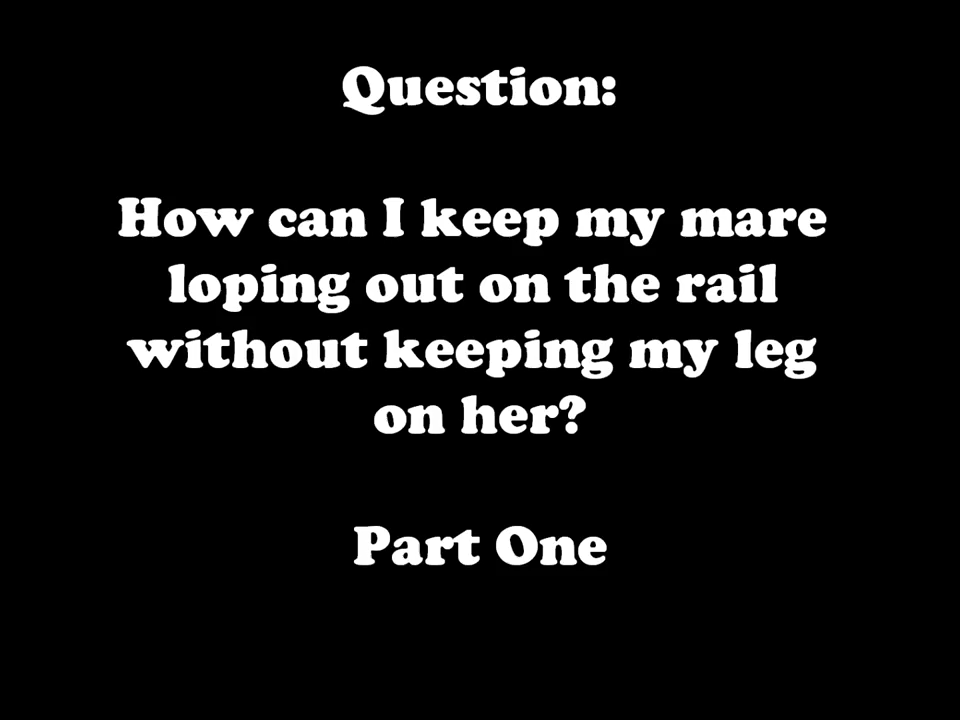 Question:
How can I keep my mare
loping out on the rail
without keeping my leg
on her?
Part One